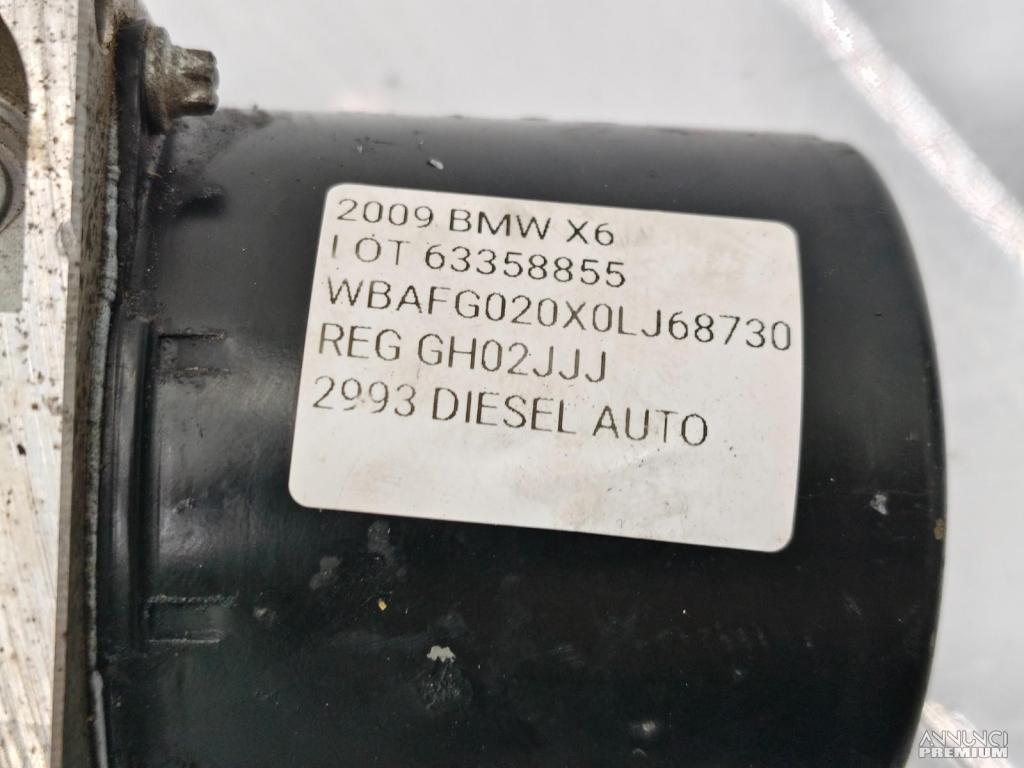 2009 BMW X6
LOT 63358855
WBAFG020X0LJ68730
REG GH02JJJ
2993 DIESEL AUTO
ANNUNCI
PREMIUM